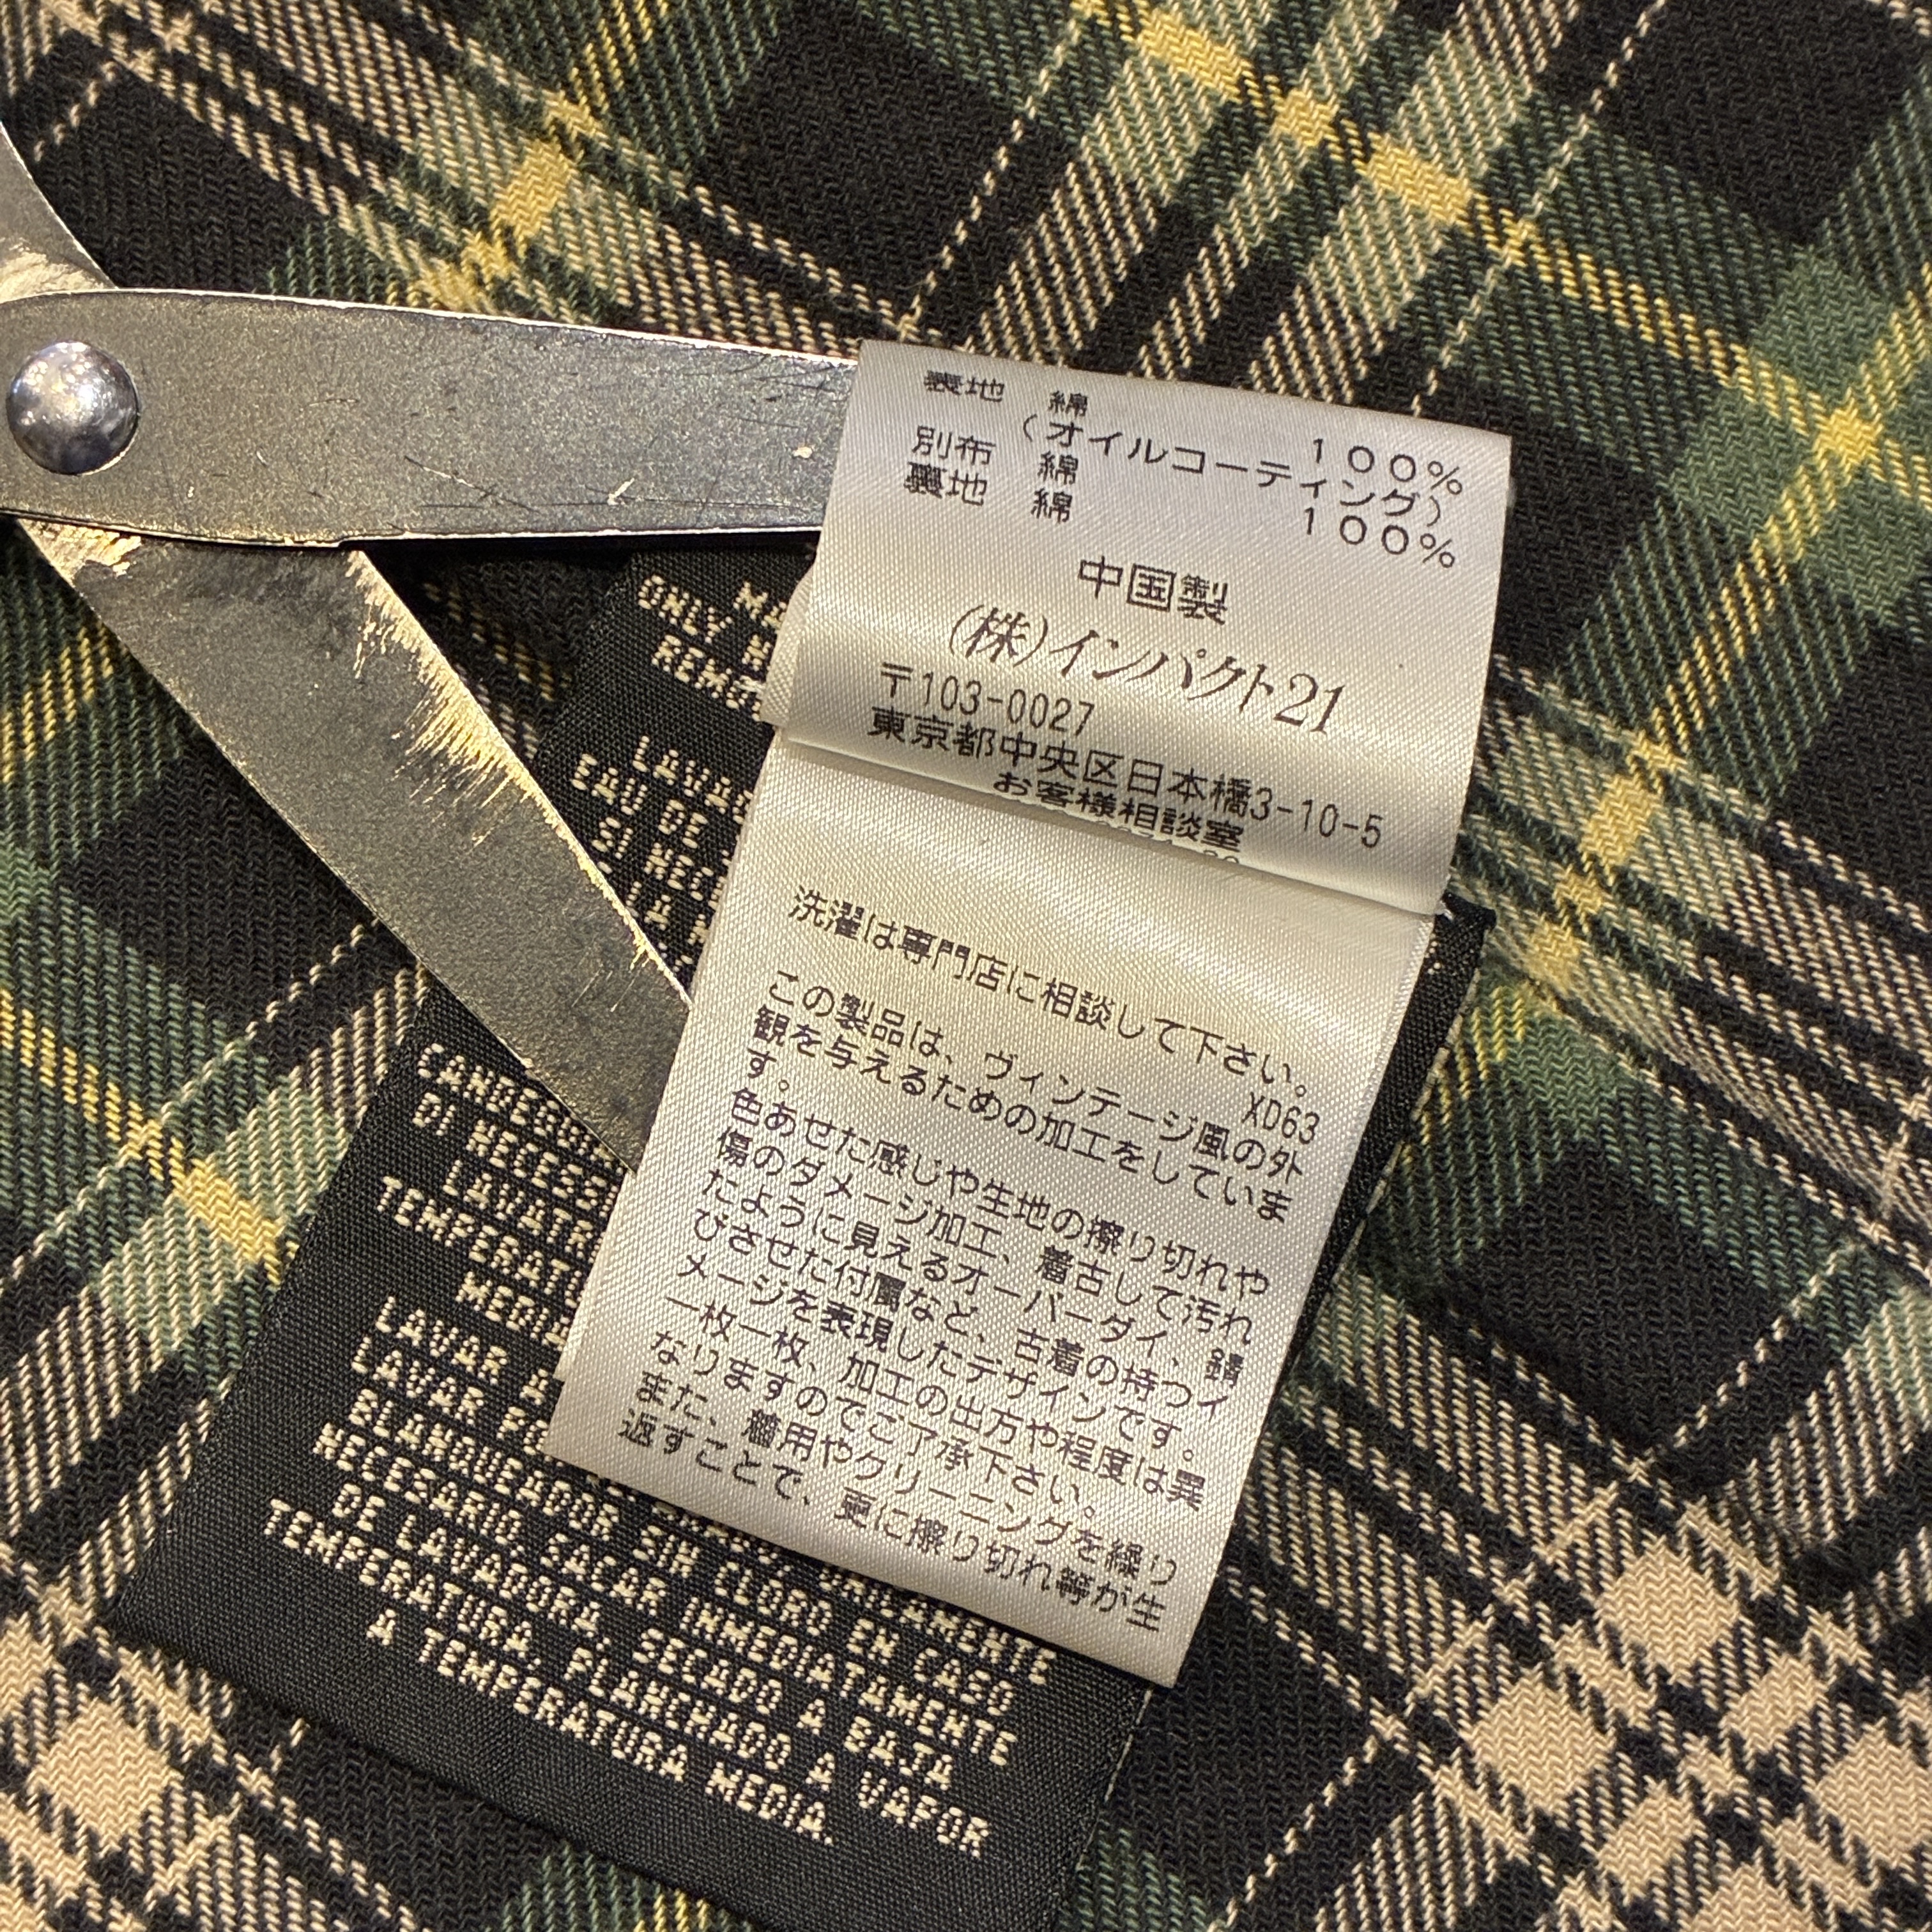 裏地 綿 100%
(オイルコーティング)
別布 綿 100%
裏地 綿
中国製
(株)インパクト21
〒103-0027
東京都中央区日本橋3-10-5
お客様相談室
洗濯は専門店に相談して下さい。
XD63
この製品は、ヴィンテージ風の外
観を与えるための加工をしていま
す。
色あせた感じや生地の擦り切れや
傷のダメージ加工、着古して汚れ
たように見えるオーバーダイ、錆
びさせた付属など、古着の持つイ
メージを表現したデザインです。
一枚一枚、加工の出方や程度は異
なりますのでご了承下さい。
また、着用やクリーニングを繰り
返すことで、更に擦り切れ等が生
ONLY
LAVAR
EAU DE
SI
LA
DI
MEDIA
LAVAR
LAVAR
BLANQUEADOR SIN CLORO EN CASO
NECESARIO SACAR INMEDIATAMENTE
DE LAVADORA, SECADO A BAJA
TEMPERATURA. PLANCHADO A VAPOR
A TEMPERATURA MEDIA.